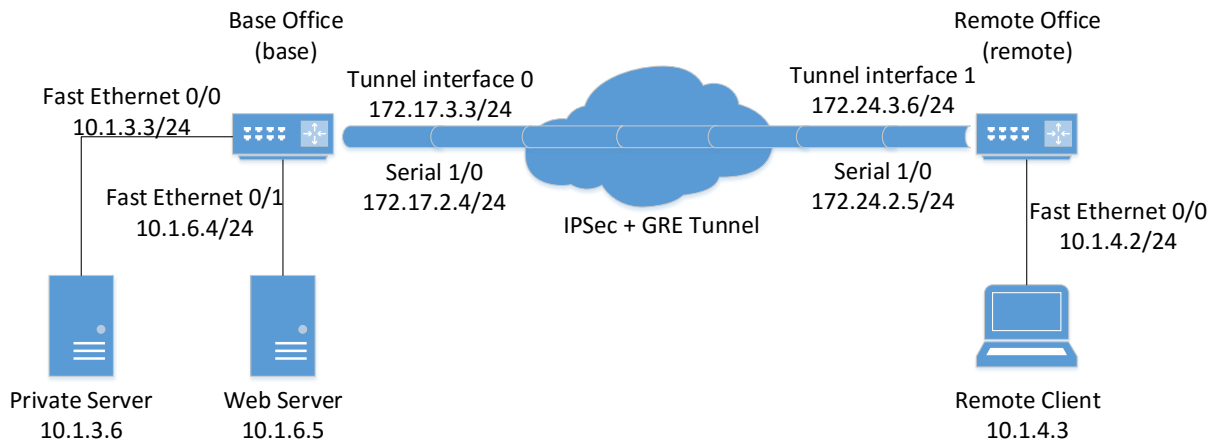 Base Office
(base)
Remote Office
(remote)
Fast Ethernet 0/0
10.1.3.3/24
Tunnel interface 0
172.17.3.3/24
Tunnel interface 1
172.24.3.6/24
Fast Ethernet 0/1
10.1.6.4/24
Serial 1/0
172.17.2.4/24
IPSec + GRE Tunnel
Serial 1/0
172.24.2.5/24
Fast Ethernet 0/0
10.1.4.2/24
Private Server
10.1.3.6
Web Server
10.1.6.5
Remote Client
10.1.4.3